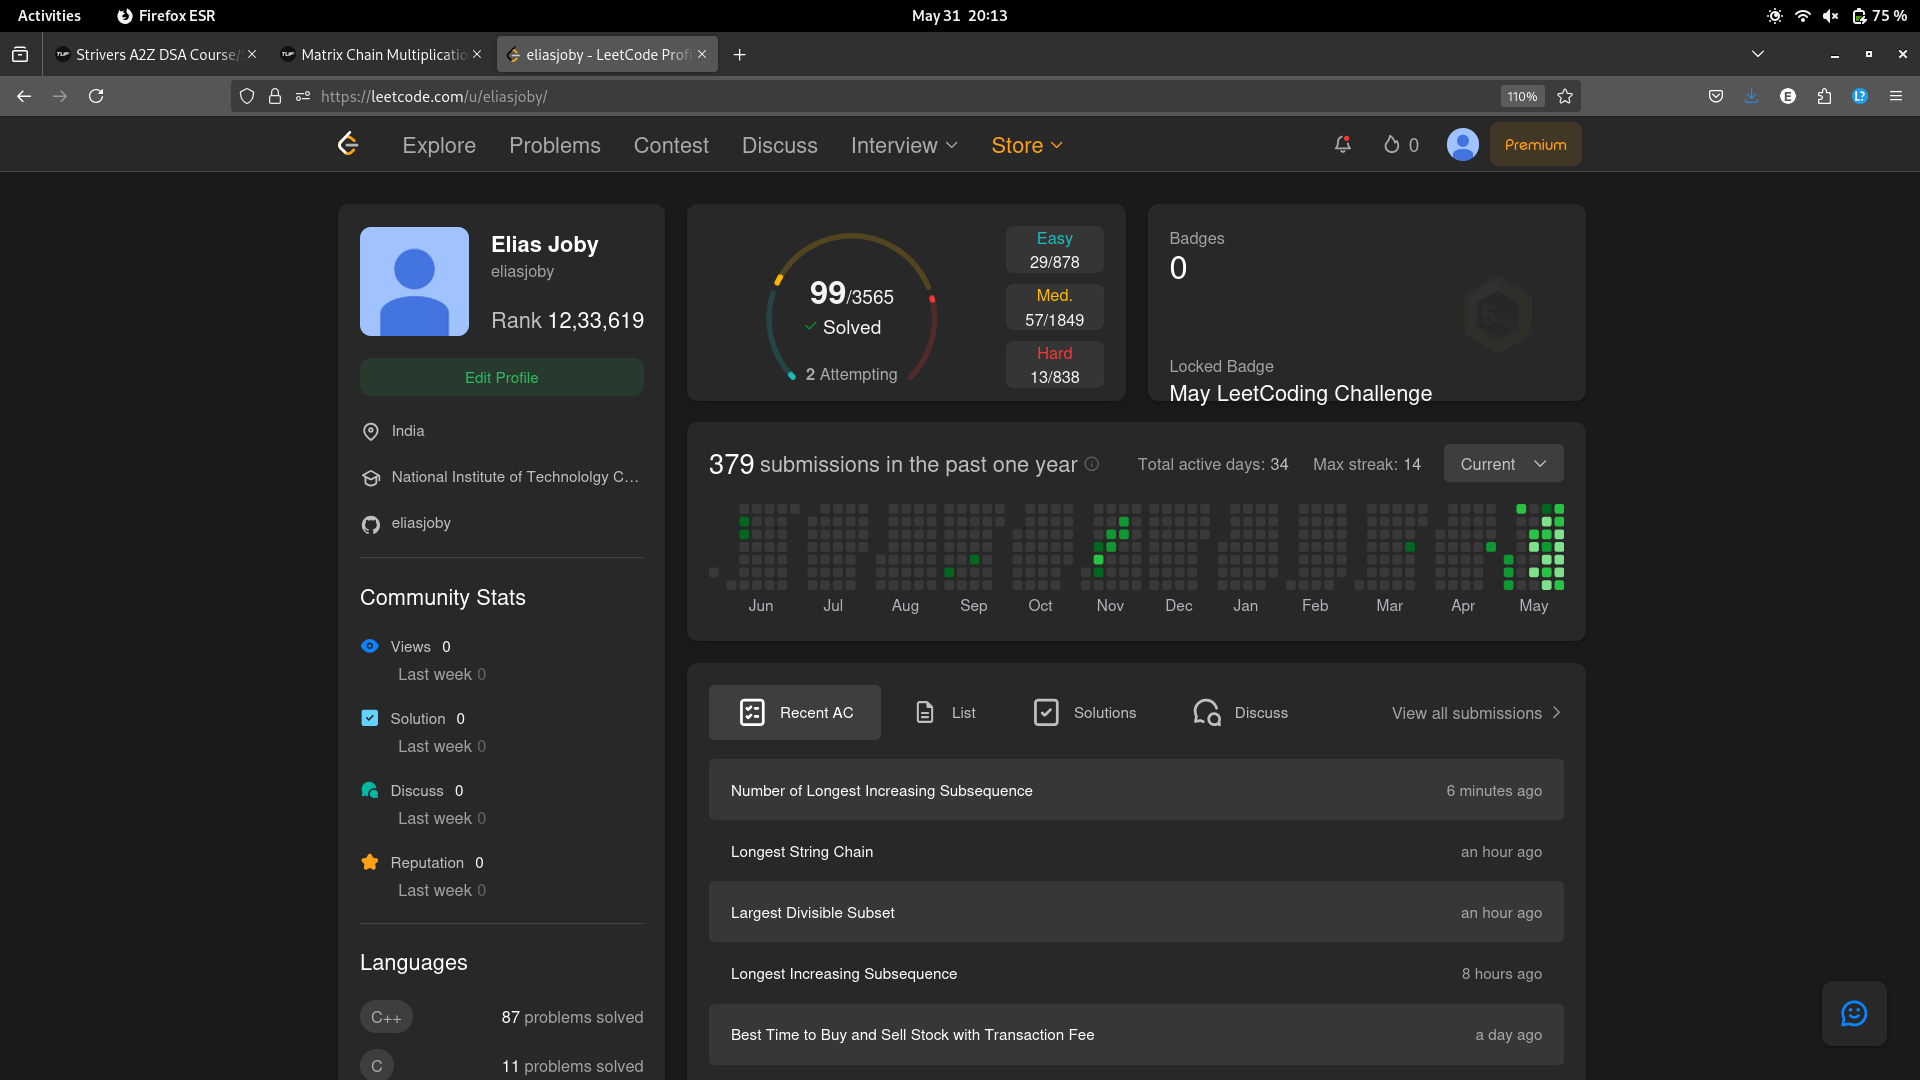 Activities Firefox ESR May 31 20:13 75 %
Strivers A2Z DSA Course/ Matrix Chain Multiplicatio eliasjoby - LeetCode Prof
https://leetcode.com/u/eliasjoby/ 110% E L?
Explore Problems Contest Discuss Interview Store 0 Premium
Elias Joby
eliasjoby
Rank 12,33,619
Edit Profile
India
National Institute of Technololgy C...
eliasjoby
Community Stats
Views 0
Last week 0
Solution 0
Last week 0
Discuss 0
Last week 0
Reputation 0
Last week 0
Languages
C++ 87 problems solved
C 11 problems solved
99/3565
Solved
2 Attempting
Easy
29/878
Med.
57/1849
Hard
13/838
Badges
0
Locked Badge
May LeetCoding Challenge
379 submissions in the past one year Total active days: 34 Max streak: 14 Current
Jun Jul Aug Sep Oct Nov Dec Jan Feb Mar Apr May
Recent AC List Solutions Discuss View all submissions
Number of Longest Increasing Subsequence 6 minutes ago
Longest String Chain an hour ago
Largest Divisible Subset an hour ago
Longest Increasing Subsequence 8 hours ago
Best Time to Buy and Sell Stock with Transaction Fee a day ago